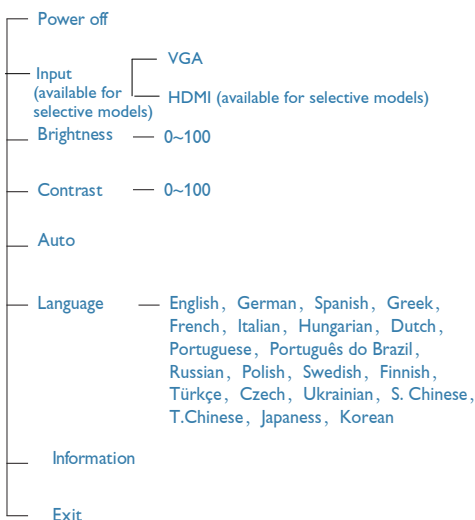 Power off
Input
(available for
selective models)
VGA
HDMI (available for selective models)
Brightness
0~100
Contrast
0~100
Auto
Language
English, German, Spanish, Greek,
French, Italian, Hungarian, Dutch,
Portuguese, Português do Brazil,
Russian, Polish, Swedish, Finnish,
Türkçe, Czech, Ukrainian, S. Chinese,
T.Chinese, Japaness, Korean
Information
Exit